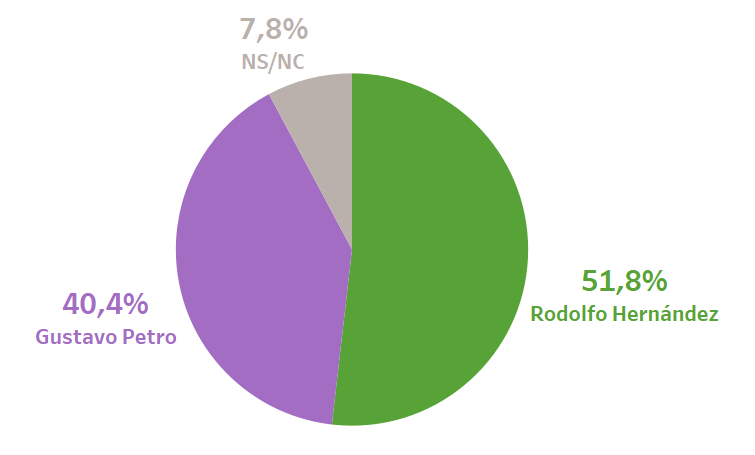 7,8%
NS/NC
51,8%
Rodolfo Hernández
40,4%
Gustavo Petro